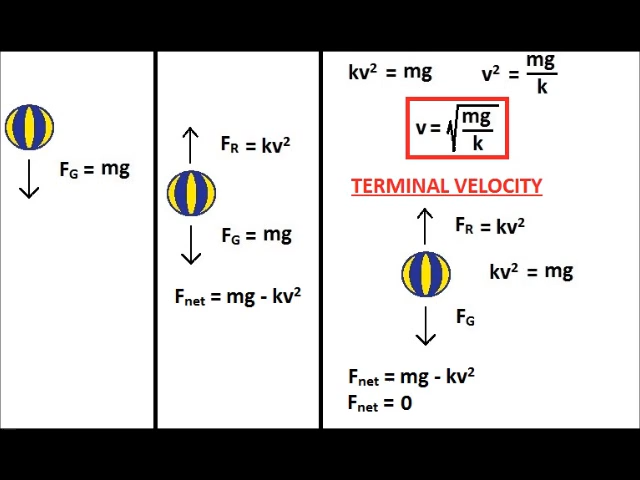 F_G = mg
F_R = kv²
F_G = mg
F_net = mg - kv²
kv² = mg
v² = mg/k
v = √(mg/k)
TERMINAL VELOCITY
F_R = kv²
kv² = mg
F_G
F_net = mg - kv²
F_net = 0